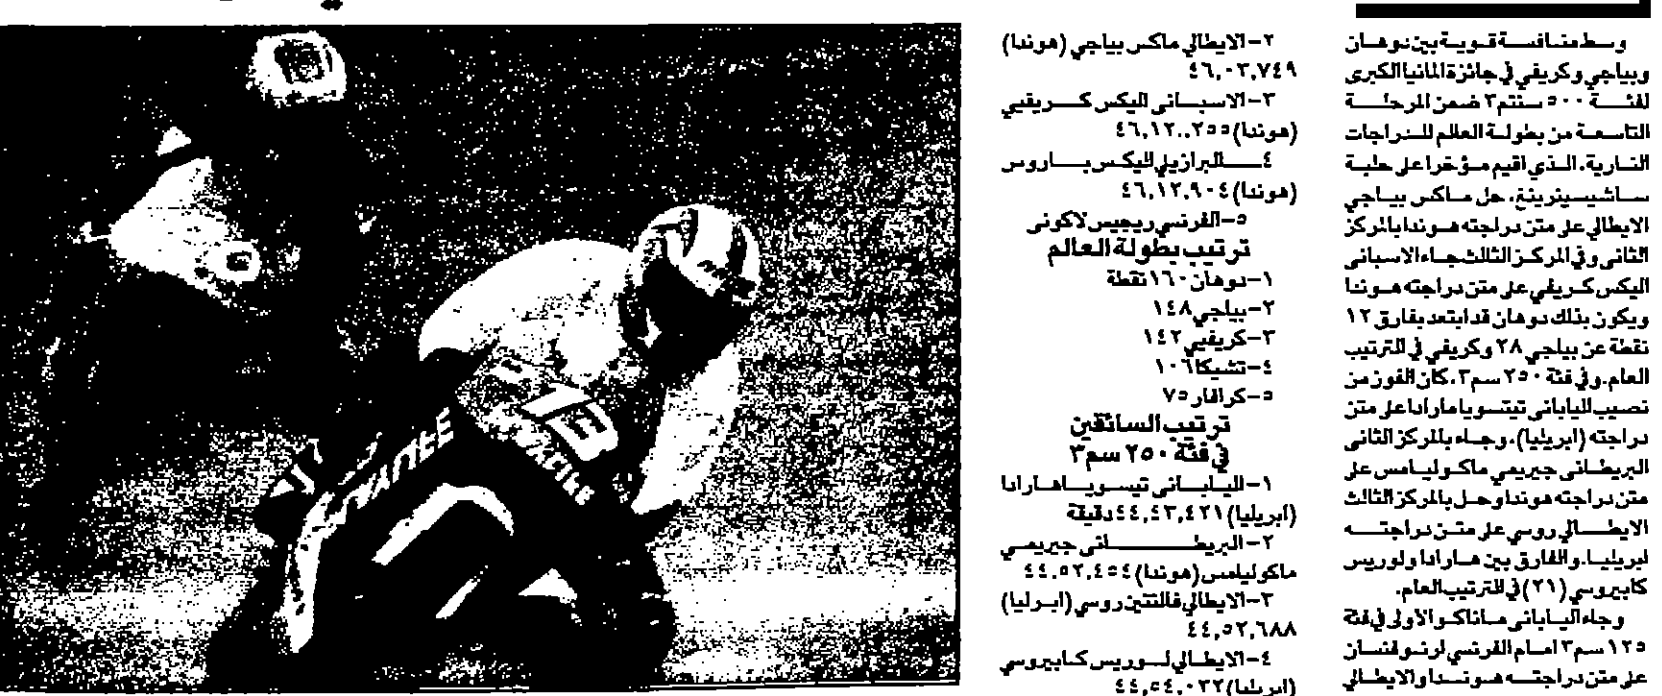 وسط منافسة قوية بين دوهان
وبياجي وكريفي في جائزة المانيا الكبرى
لفئة ٥٠٠ سنتم٣ ضمن المرحلة
التاسعة من بطولة العالم للدراجات
النارية، الذي اقيم مؤخرا على حلبة
ساشيسينرينغ، حل ماكس بياجي
الايطالي على متن دراجته هوندا بالمركز
الثاني وفي المركز الثالث جاء الاسباني
اليكس كريفي على متن دراجته هوندا
ويكون بذلك دوهان قد ابتعد بفارق ١٢
نقطة عن بياجي ٢٨ وكريفي في الترتيب
العام. وفي فئة ٢٥٠ سم٣، كان الفوز من
نصيب الياباني تيتسويا هارادا على متن
دراجته (ابريليا)، وجاء بالمركز الثاني
البريطاني جيريمي ماكوليامس على
متن دراجته هوندا وحل بالمركز الثالث
الايطالي روسي على متن دراجته
ابريليا. والفارق بين هارادا ولوريس
كابيروسي (٢١) في الترتيب العام.
وجاء الياباني ماناكو الاول في فئة
١٢٥ سم٣ امام الفرنسي ارنو فنسان
على متن دراجته هوندا والايطالي
٢- الايطالي ماكس بياجي (هوندا)
٤٦,٠٣,٧٤٩
٣- الاسباني اليكس كريفيي
(هوندا) ٤٦,١٢..٢٥٥
٤- البرازيلي اليكس باروس
(هوندا) ٤٦,١٢,٩٠٤
٥- الفرنسي ريجيس لاكوني
ترتيب بطولة العالم
١- دوهان ١٦٠ نقطة
٢- بياجي ١٤٨
٣- كريفيي ١٤٢
٤- تشيكا ١٠٦
٥- كرافار ٧٥
ترتيب السائقين
في فئة ٢٥٠ سم٣
١- الياباني تيسويا هارادا
(ابريليا) ٤٤,٤٣,٤٢١ دقيقة
٢- البريطاني جيريمي
ماكوليامس (هوندا) ٤٤,٥٢,٤٥٤
٣- الايطالي فالنتين روسي (ابرليا)
٤٤,٥٢,٦٨٨
٤- الايطالي لوريس كابيروسي
(ابريليا) ٤٤,٥٤,٠٣٢